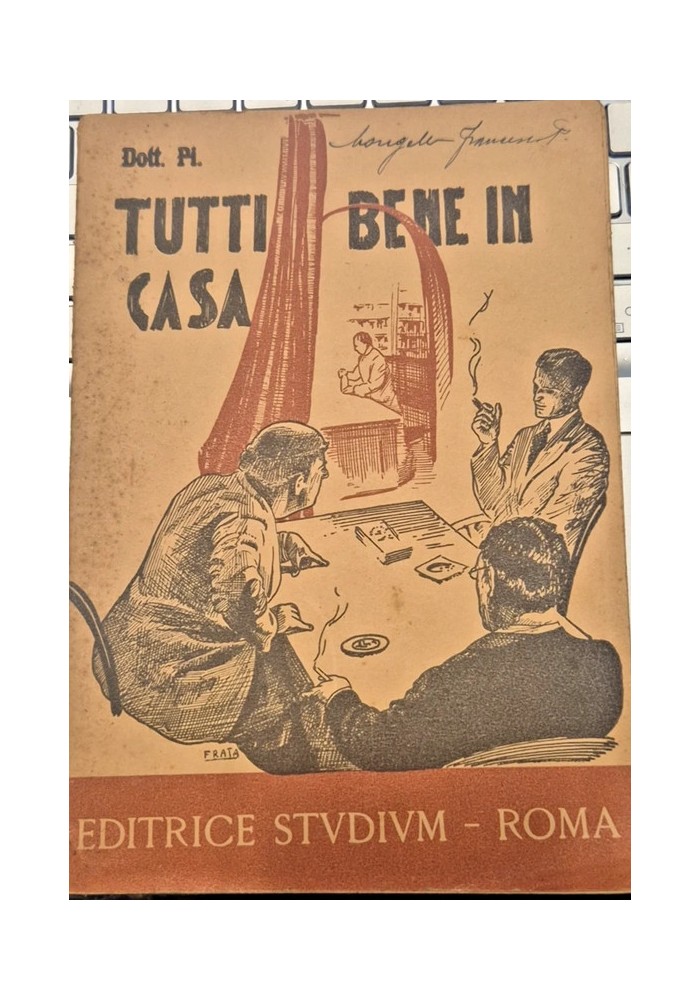 Dott. Pi.
TUTTI BENE IN
CASA
FRATA
EDITRICE STVDIVM - ROMA